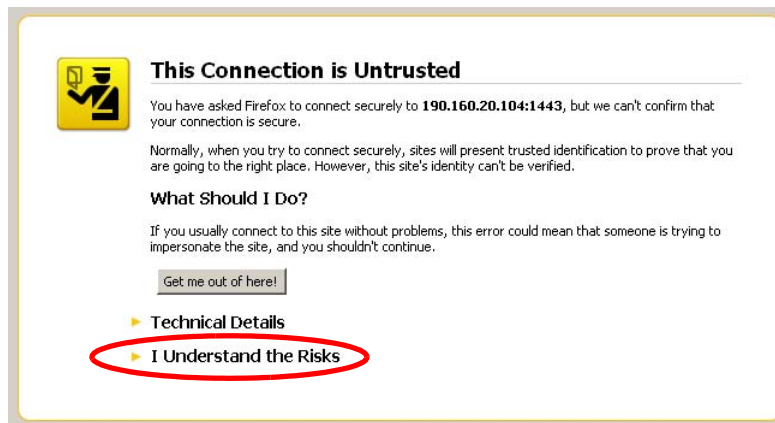 This Connection is Untrusted
You have asked Firefox to connect securely to 190.160.20.104:1443, but we can't confirm that
your connection is secure.
Normally, when you try to connect securely, sites will present trusted identification to prove that you
are going to the right place. However, this site's identity can't be verified.
What Should I Do?
If you usually connect to this site without problems, this error could mean that someone is trying to
impersonate the site, and you shouldn't continue.
Get me out of here!
Technical Details
I Understand the Risks